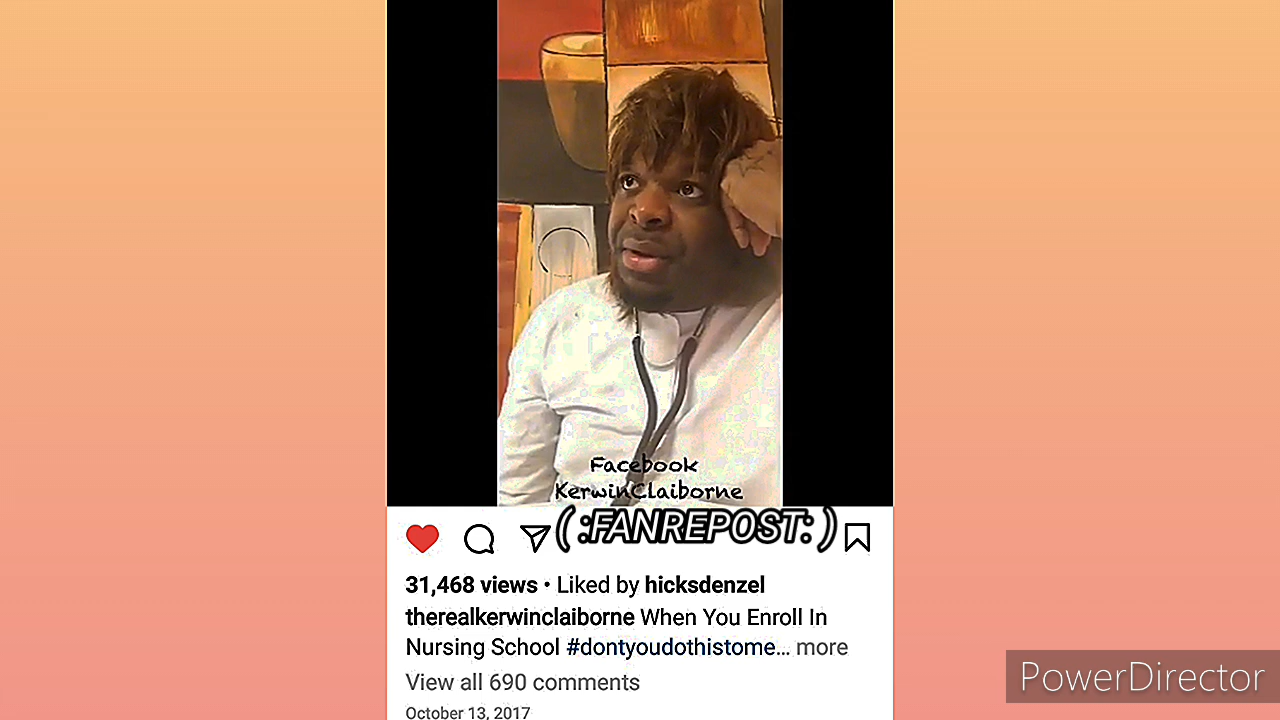 Facebook
KerwinClaiborne
( :FANREPOST: )
31,468 views • Liked by hicksdenzel
therealkerwinclaiborne When You Enroll In
Nursing School #dontyoudothistome... more
View all 690 comments
October 13, 2017
PowerDirector